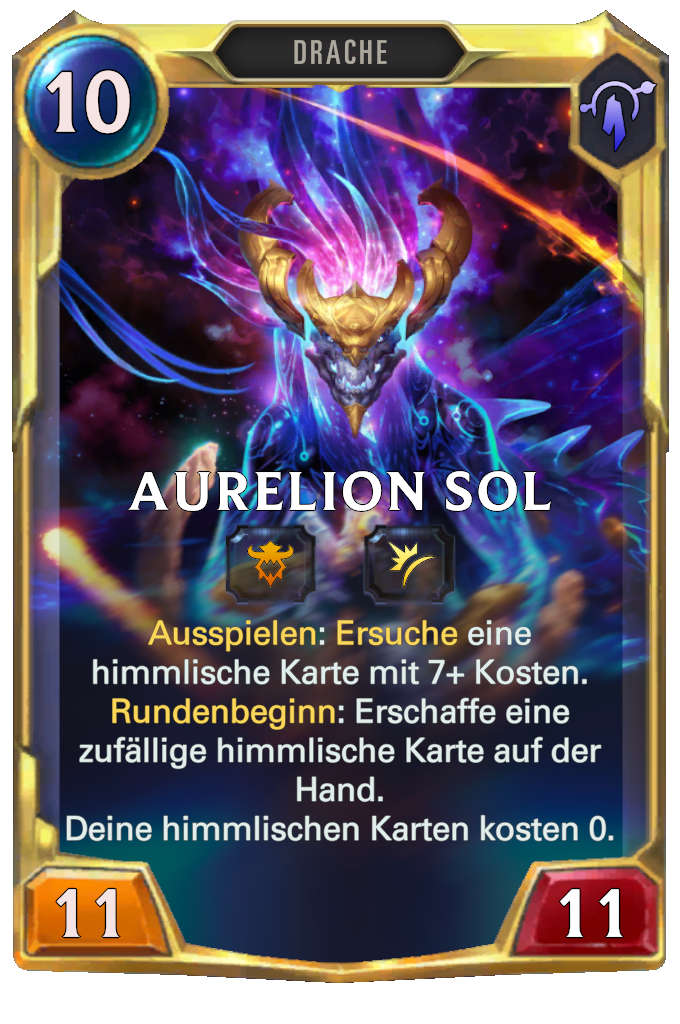 DRACHE
10
AURELION SOL
Ausspielen: Ersuche eine
himmlische Karte mit 7+ Kosten.
Rundenbeginn: Erschaffe eine
zufällige himmlische Karte auf der
Hand.
Deine himmlischen Karten kosten 0.
11
11